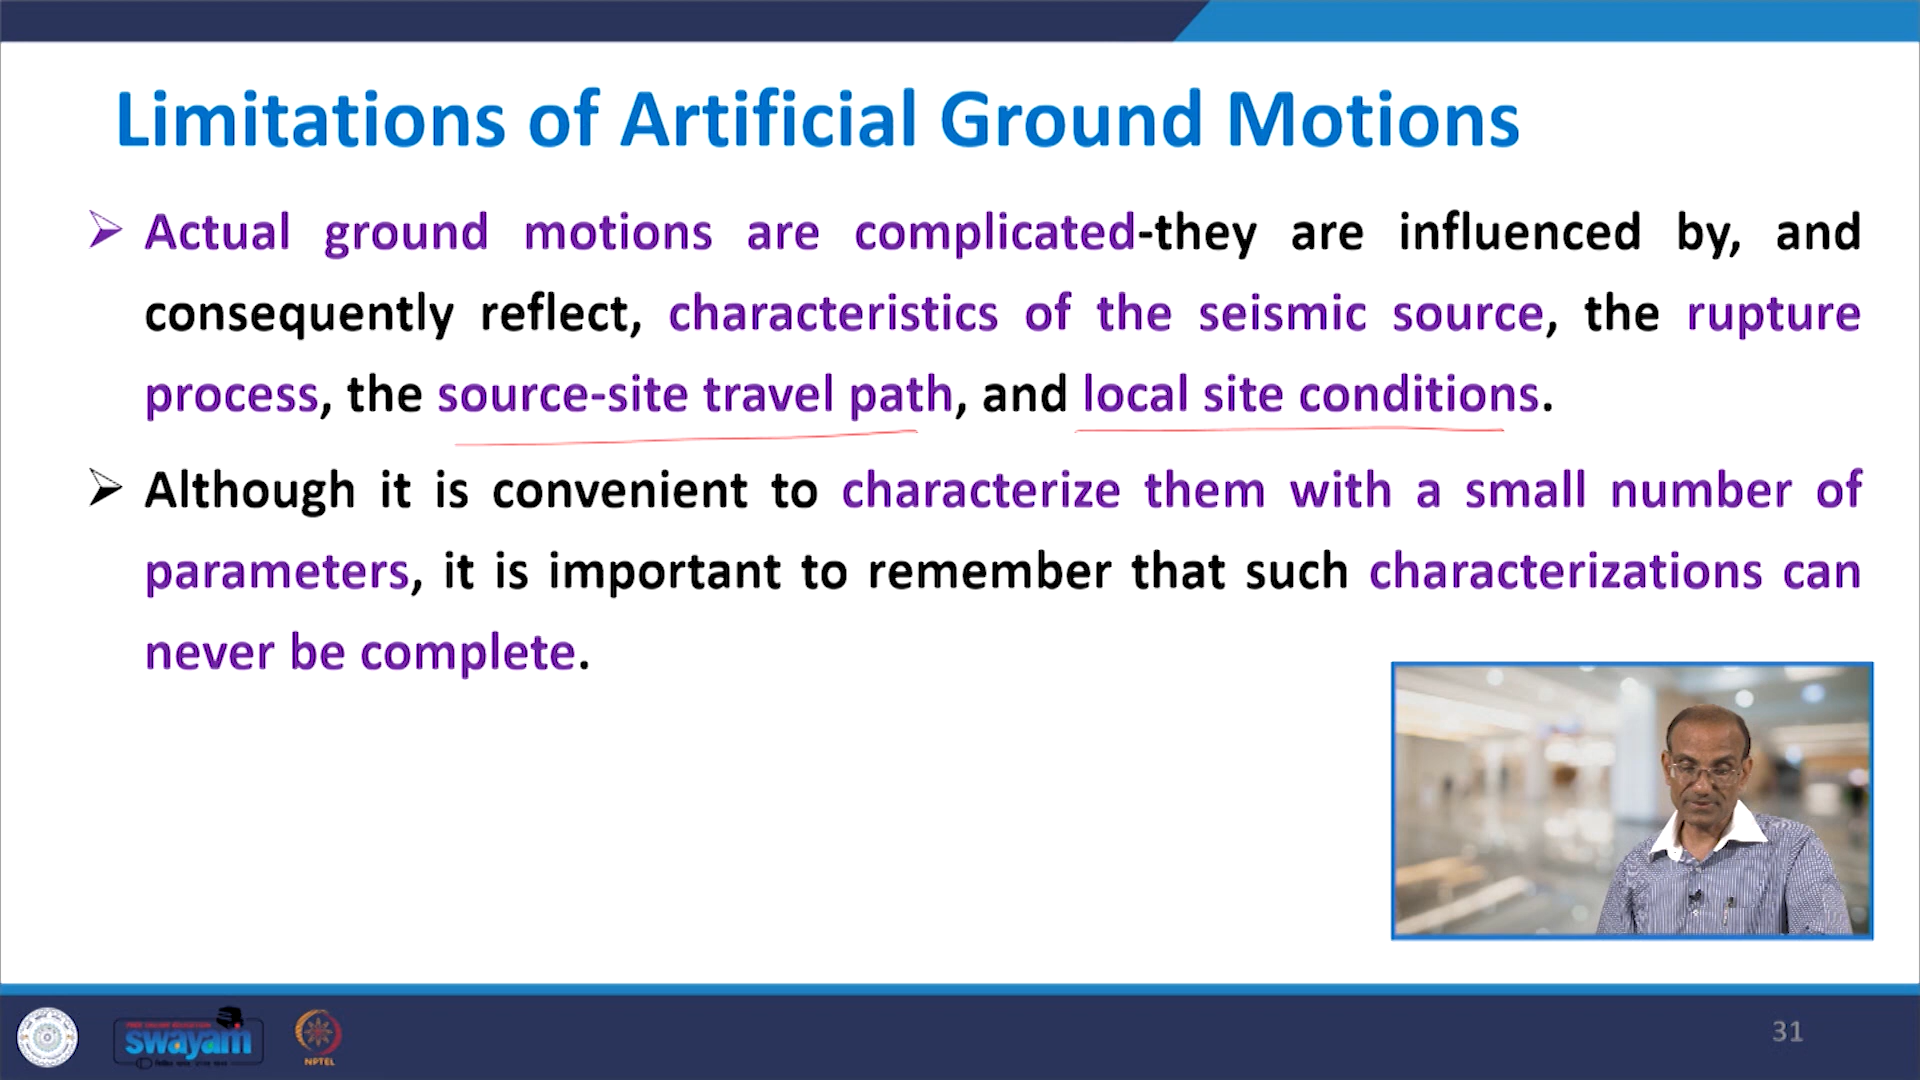 Limitations of Artificial Ground Motions
Actual ground motions are complicated-they are influenced by, and
consequently reflect, characteristics of the seismic source, the rupture
process, the source-site travel path, and local site conditions.
Although it is convenient to characterize them with a small number of
parameters, it is important to remember that such characterizations can
never be complete.
FREE ONLINE EDUCATION
swayam
NPTEL
31